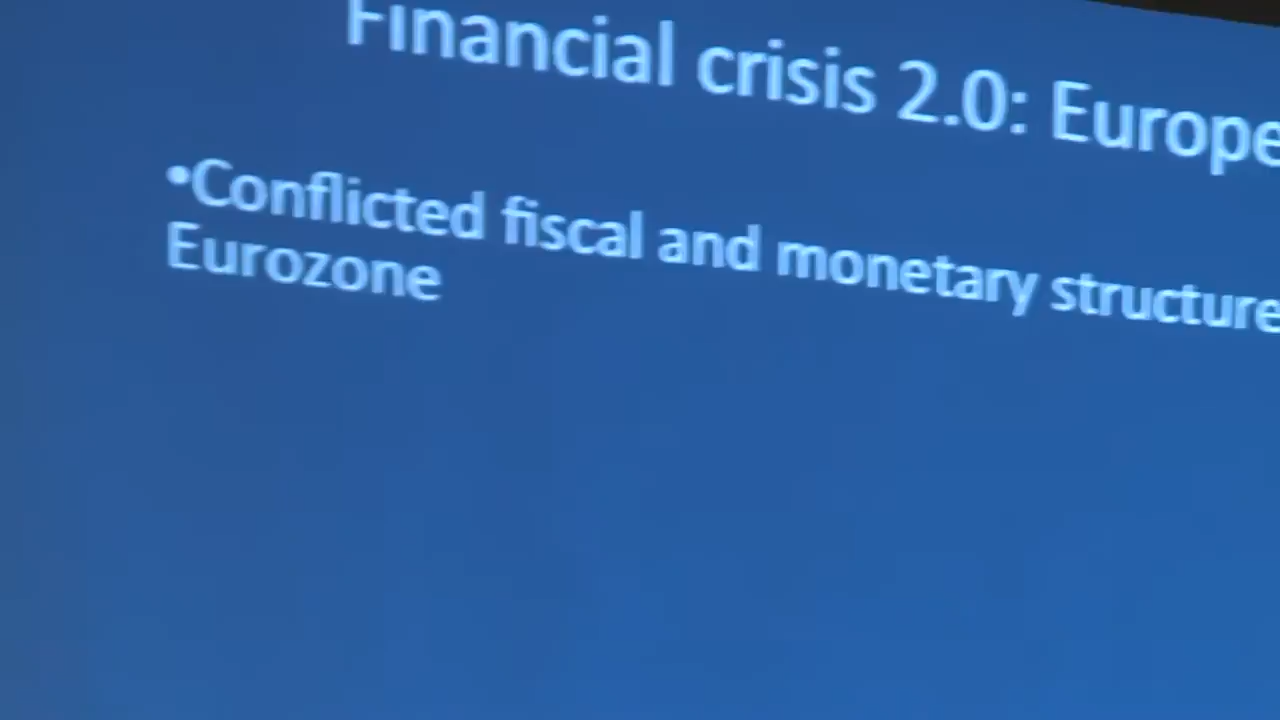 Financial crisis 2.0: Europe
•Conflicted fiscal and monetary structure
Eurozone